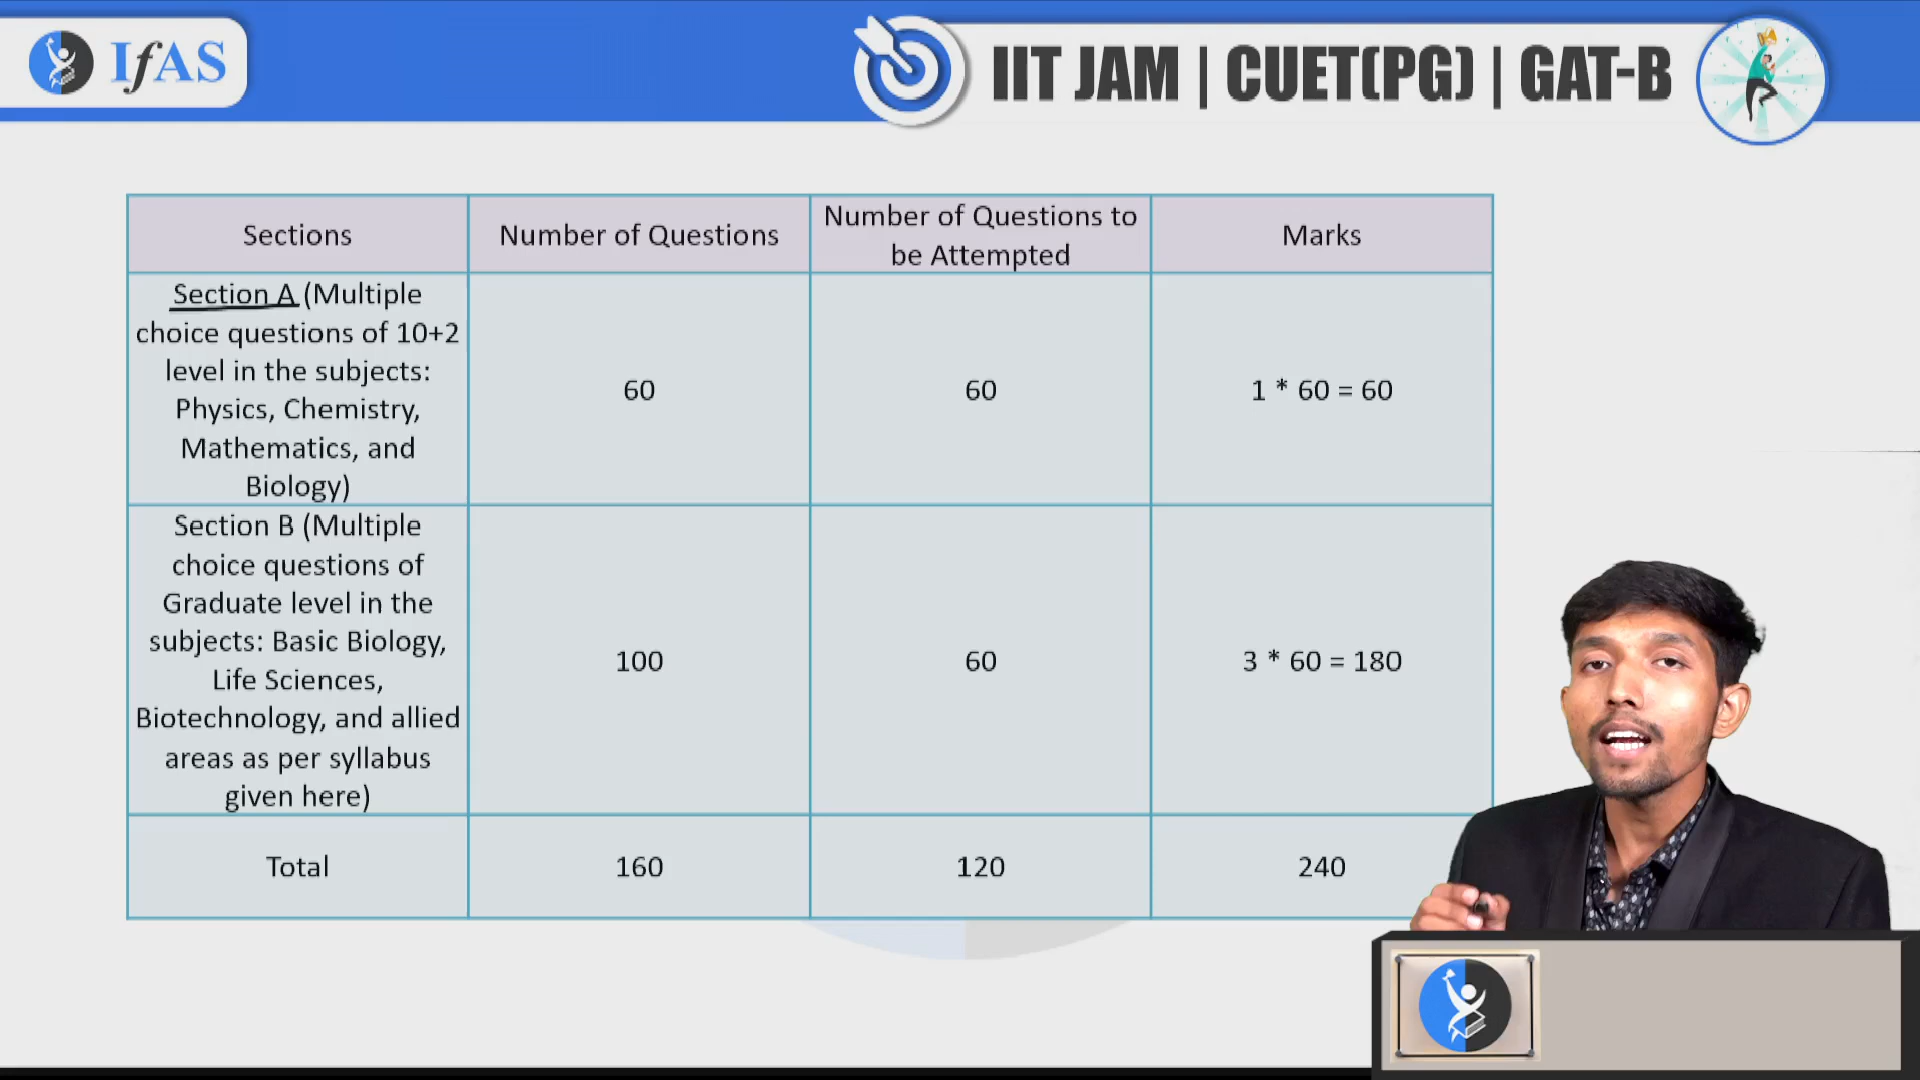 IfAS
IIT JAM | CUET(PG) | GAT-B
Sections
Number of Questions
Number of Questions to
be Attempted
Marks
Section A (Multiple
choice questions of 10+2
level in the subjects:
Physics, Chemistry,
Mathematics, and
Biology)
60
60
1 * 60 = 60
Section B (Multiple
choice questions of
Graduate level in the
subjects: Basic Biology,
Life Sciences,
Biotechnology, and allied
areas as per syllabus
given here)
100
60
3 * 60 = 180
Total
160
120
240